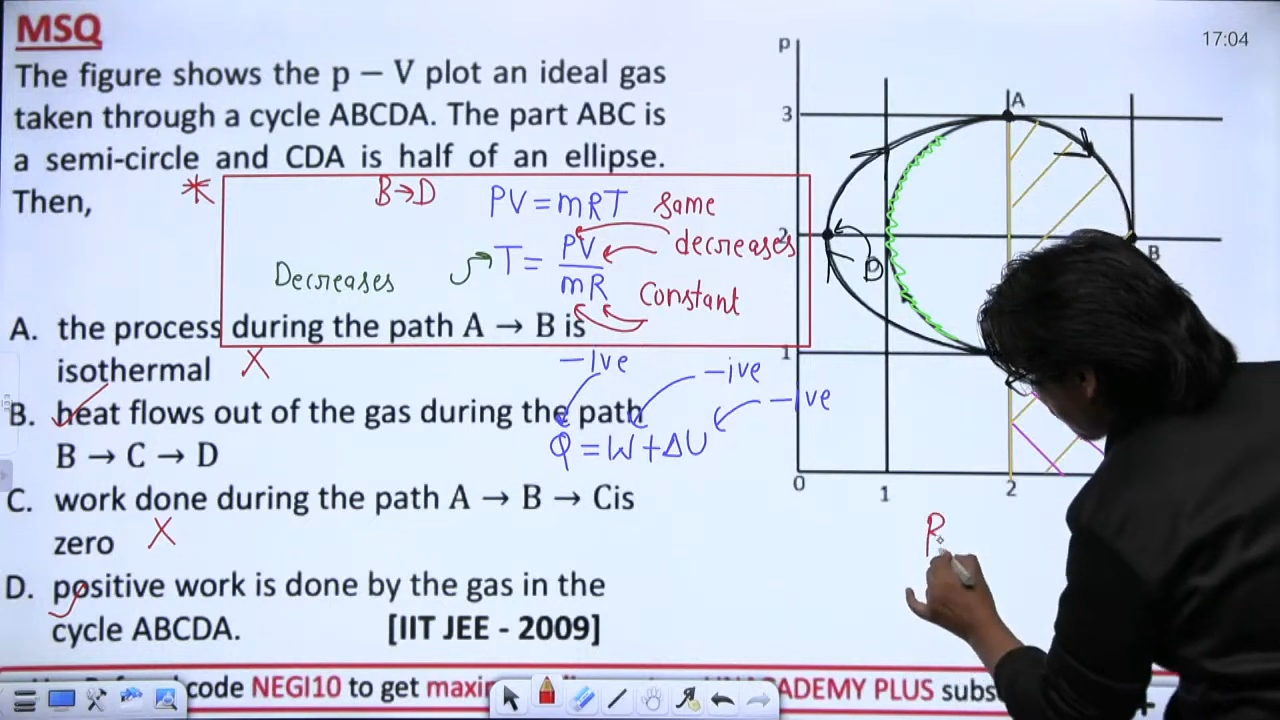 MSQ
17:04
The figure shows the p – V plot an ideal gas
taken through a cycle ABCDA. The part ABC is
a semi-circle and CDA is half of an ellipse.
Then,
B→D PV = mRT Same
T = PV/mR decreases
Decreases Constant
A. the process during the path A → B is
isothermal X
B. heat flows out of the gas during the path
B → C → D
-Ive -ive -ive
Q = W + ΔU
C. work done during the path A → B → Cis
zero X
D. positive work is done by the gas in the
cycle ABCDA. [IIT JEE - 2009]
p
3 A
2 B
D
1
0 1 2
code NEGI10 to get PLUS subs